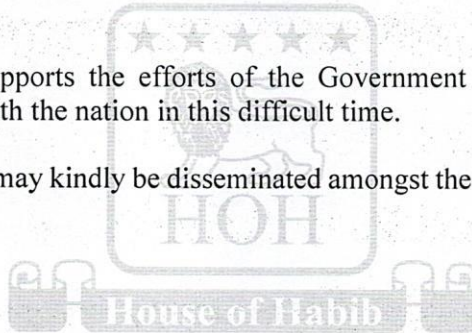 pports the efforts of the Government
th the nation in this difficult time.
may kindly be disseminated amongst the
HOH
House of Habib